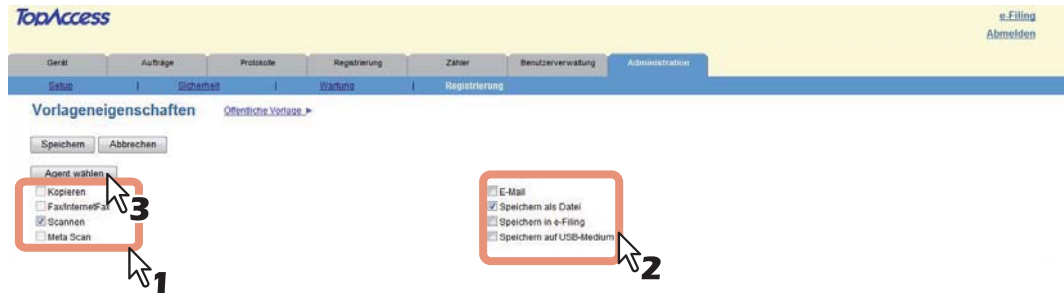 TopAccess
e-Filing
Abmelden
Gerät Aufträge Protokolle Registrierung Zähler Benutzerverwaltung Administration
Setup | Sicherheit | Wartung | Registrierung
Vorlageneigenschaften Öffentliche Vorlage
Speichern Abbrechen
Agent wählen
Kopieren
Fax/InternetFax
Scannen
Meta Scan
3
1
E-Mail
Speichern als Datei
Speichern in e-Filing
Speichern auf USB-Medium
2